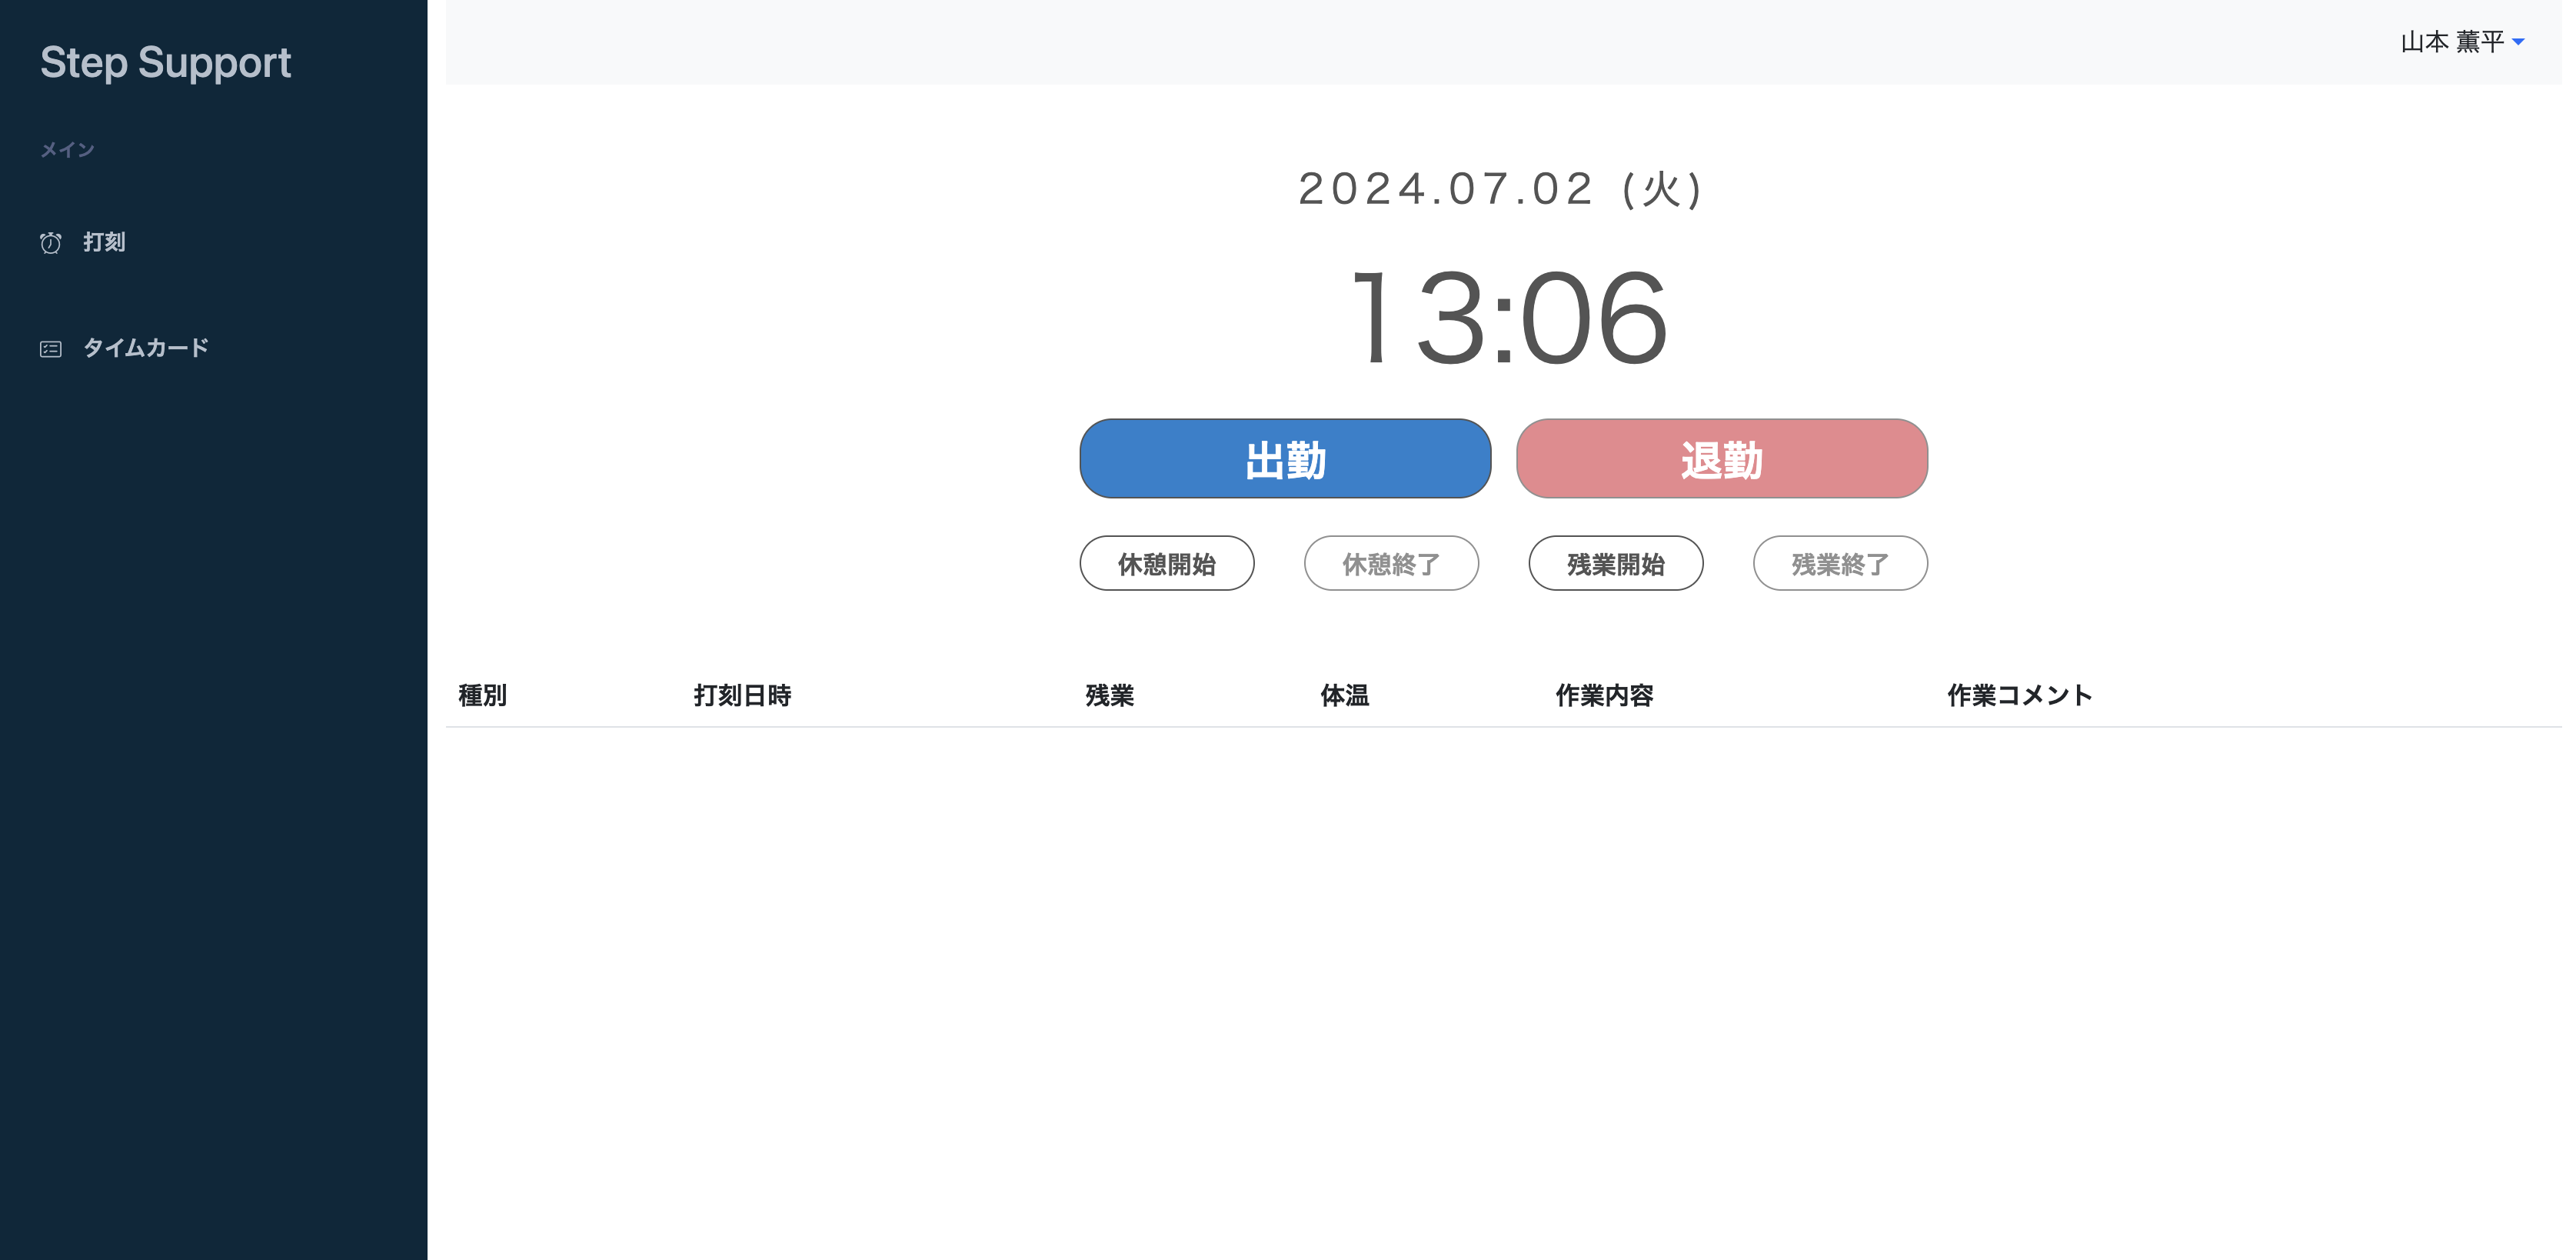 Step Support
山本 薫平
メイン
打刻
タイムカード
2024.07.02 (火)
13:06
出勤 退勤
休憩開始 休憩終了 残業開始 残業終了
種別 打刻日時 残業 体温 作業内容 作業コメント